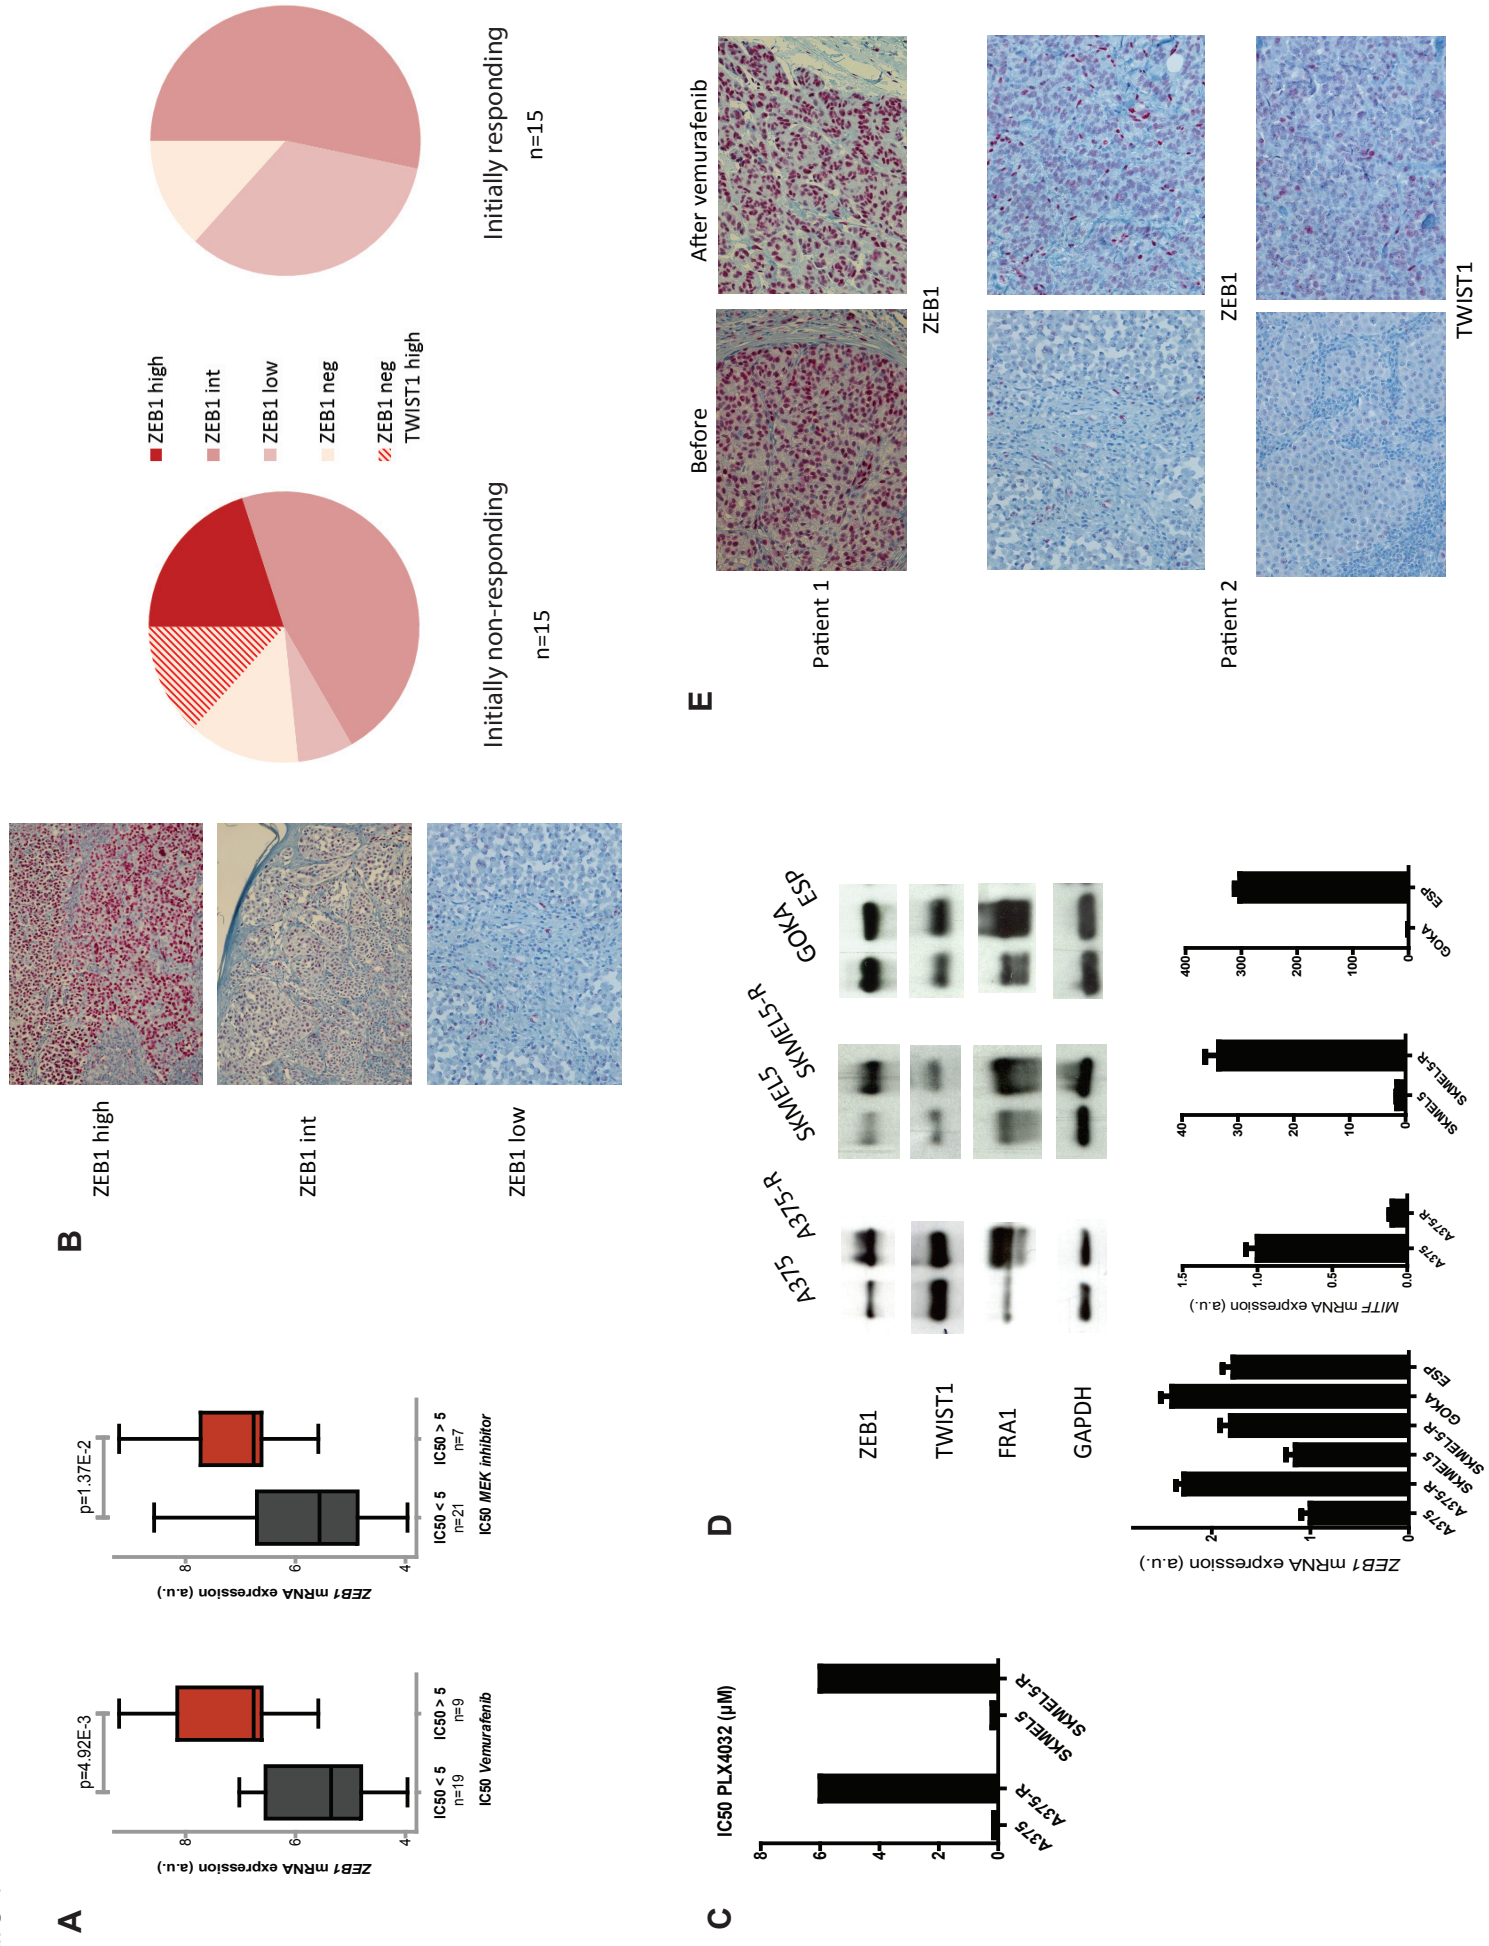 A
ZEB1 mRNA expression (a.u.)
8
6
4
p=4.92E-3
IC50 < 5
n=19
IC50 > 5
n=9
IC50 Vemurafenib
ZEB1 mRNA expression (a.u.)
8
6
4
p=1.37E-2
IC50 < 5
n=21
IC50 > 5
n=7
IC50 MEK inhibitor
B
ZEB1 high
ZEB1 int
ZEB1 low
Initially non-responding
n=15
ZEB1 high
ZEB1 int
ZEB1 low
ZEB1 neg
ZEB1 neg
TWIST1 high
Initially responding
n=15
C
IC50 PLX4032 (µM)
8
6
4
2
0
A375
A375-R
SKMEL5
SKMEL5-R
D
A375
A375-R
SKMEL5
SKMEL5-R
GOKA
ESP
ZEB1
TWIST1
FRA1
GAPDH
ZEB1 mRNA expression (a.u.)
2
1
0
A375
A375-R
SKMEL5
SKMEL5-R
GOKA
ESP
MITF mRNA expression (a.u.)
1.5
1.0
0.5
0.0
A375
A375-R
40
30
20
10
0
SKMEL5
SKMEL5-R
400
300
200
100
0
GOKA
ESP
E
Before
After vemurafenib
Patient 1
ZEB1
Patient 2
ZEB1
TWIST1